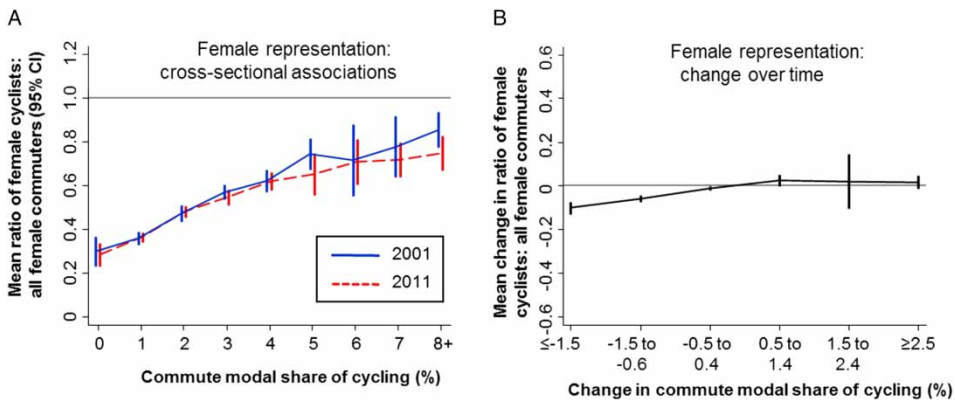 A
Female representation:
cross-sectional associations
Mean ratio of female cyclists:
all female commuters (95% CI)
1.2
1.0
0.8
0.6
0.4
0.2
0
2001
2011
0 1 2 3 4 5 6 7 8+
Commute modal share of cycling (%)
B
Female representation:
change over time
Mean change in ratio of female
cyclists: all female commuters
0.6
0.4
0.2
0
-0.2
-0.4
-0.6
≤-1.5 -1.5 to -0.5 to 0.5 to 1.5 to ≥2.5
-0.6 0.4 1.4 2.4
Change in commute modal share of cycling (%)